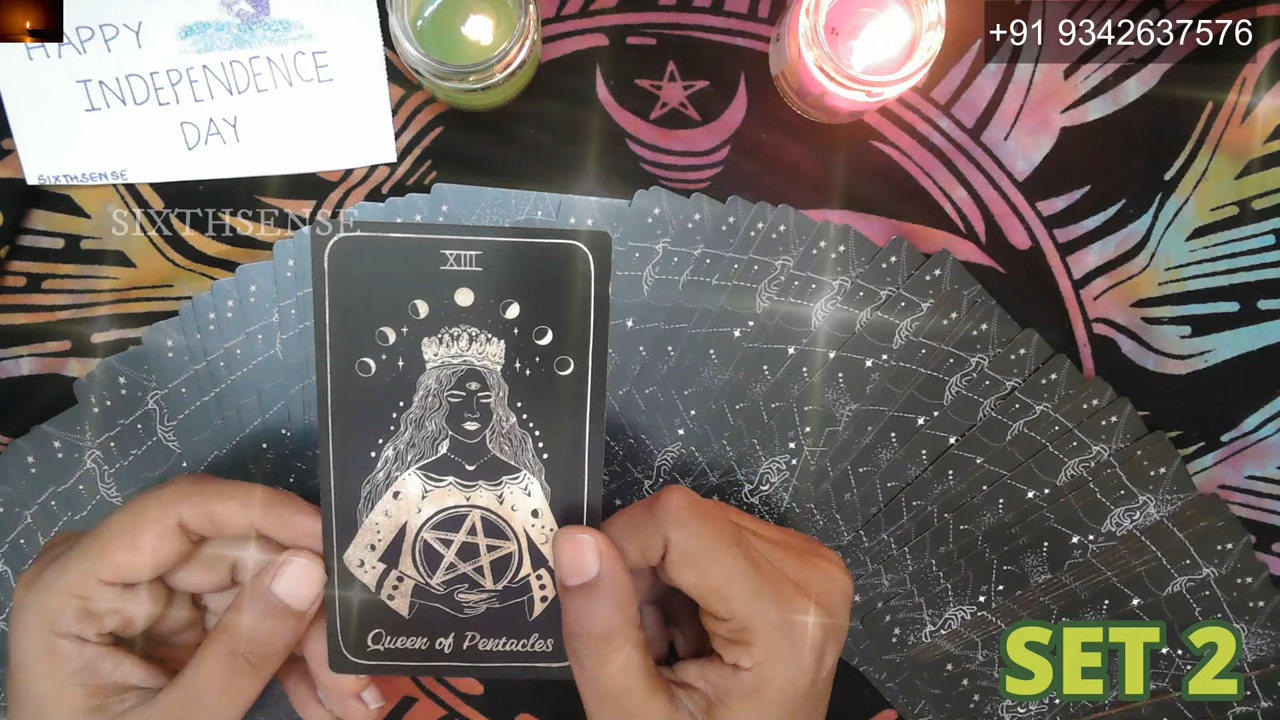 +91 9342637576
HAPPY
INDEPENDENCE
DAY
SIXTHSENSE
SIXTHSENSE
XIII
Queen of Pentacles
SET 2